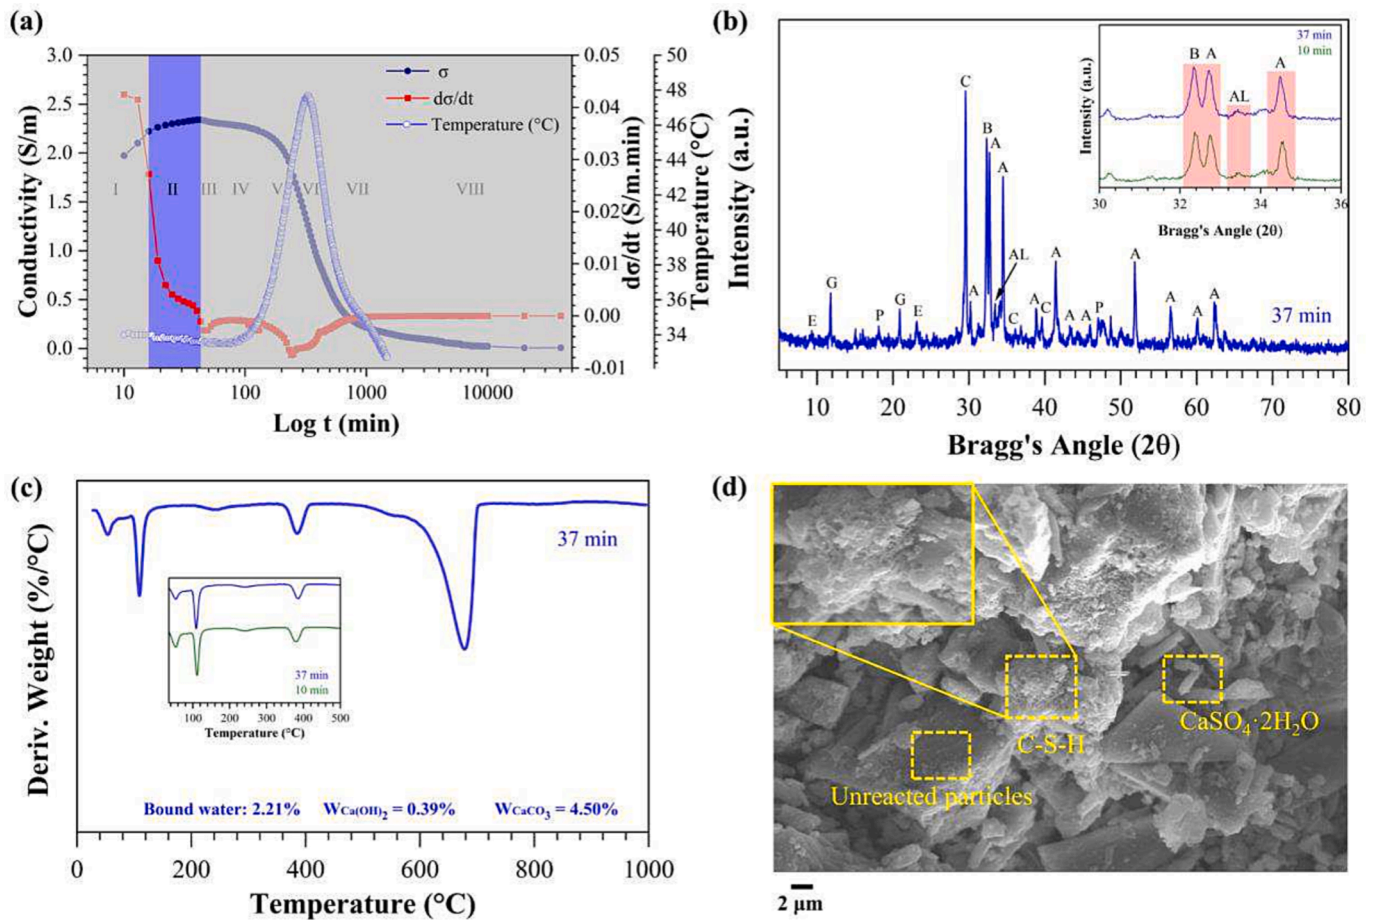 (a)
3.0
2.5
2.0
1.5
1.0
0.5
0.0
Conductivity (S/m)
I II III IV V VI VII VIII
σ
dσ/dt
Temperature (°C)
0.05
0.04
0.03
0.02
0.01
0.00
-0.01
dσ/dt (S/m.min)
50
48
46
44
42
40
38
36
34
Temperature (°C)
10 100 1000 10000
Log t (min)
(b)
Intensity (a.u.)
E G P G E C A B A AL A C A C A A A P A A A A
37 min
10 20 30 40 50 60 70 80
Bragg's Angle (2θ)
37 min
10 min
B A AL A
Intensity (a.u.)
30 32 34 36
Bragg's Angle (2θ)
(c)
Deriv. Weight (%/°C)
37 min
37 min
10 min
100 200 300 400 500
Temperature (°C)
Bound water: 2.21% WCa(OH)₂ = 0.39% WCaCO₃ = 4.50%
0 200 400 600 800 1000
Temperature (°C)
(d)
CaSO₄·2H₂O
C-S-H
Unreacted particles
2 μm